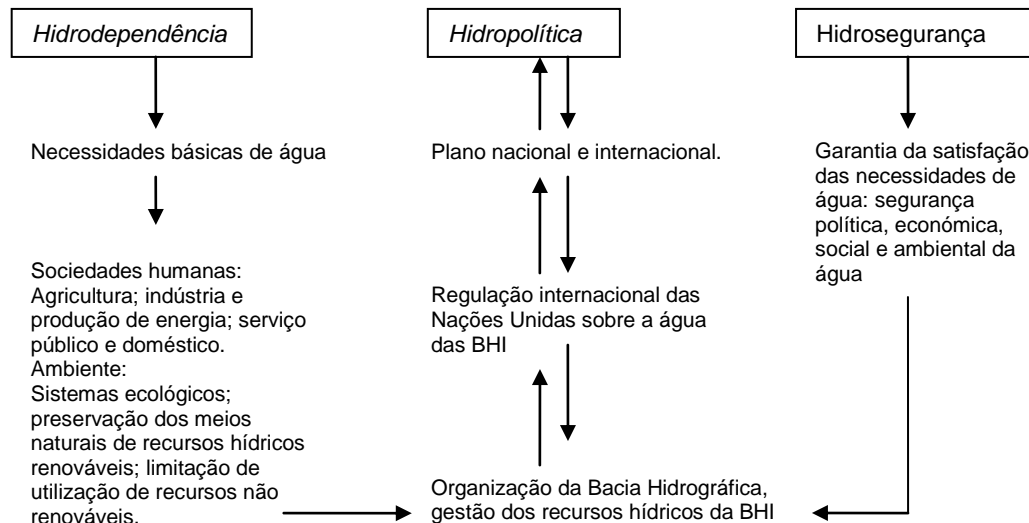 Hidrodependência
Necessidades básicas de água
Sociedades humanas:
Agricultura; indústria e
produção de energia; serviço
público e doméstico.
Ambiente:
Sistemas ecológicos;
preservação dos meios
naturais de recursos hídricos
renováveis; limitação de
utilização de recursos não
renováveis.
Hidropolítica
Plano nacional e internacional.
Regulação internacional das
Nações Unidas sobre a água
das BHI
Organização da Bacia Hidrográfica,
gestão dos recursos hídricos da BHI
Hidrosegurança
Garantia da satisfação
das necessidades de
água: segurança
política, económica,
social e ambiental da
água